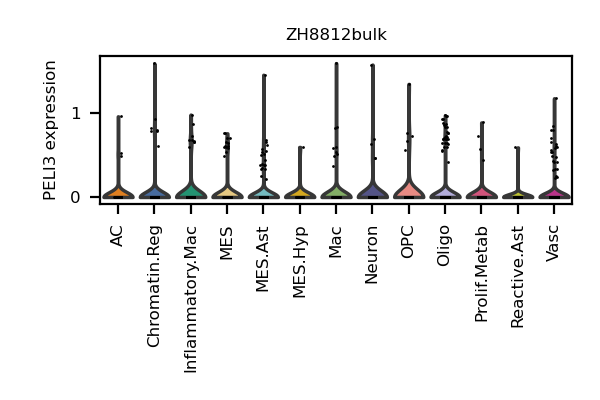 ZH8812bulk
PELI3 expression
1
0
AC
Chromatin.Reg
Inflammatory.Mac
MES
MES.Ast
MES.Hyp
Mac
Neuron
OPC
Oligo
Prolif.Metab
Reactive.Ast
Vasc